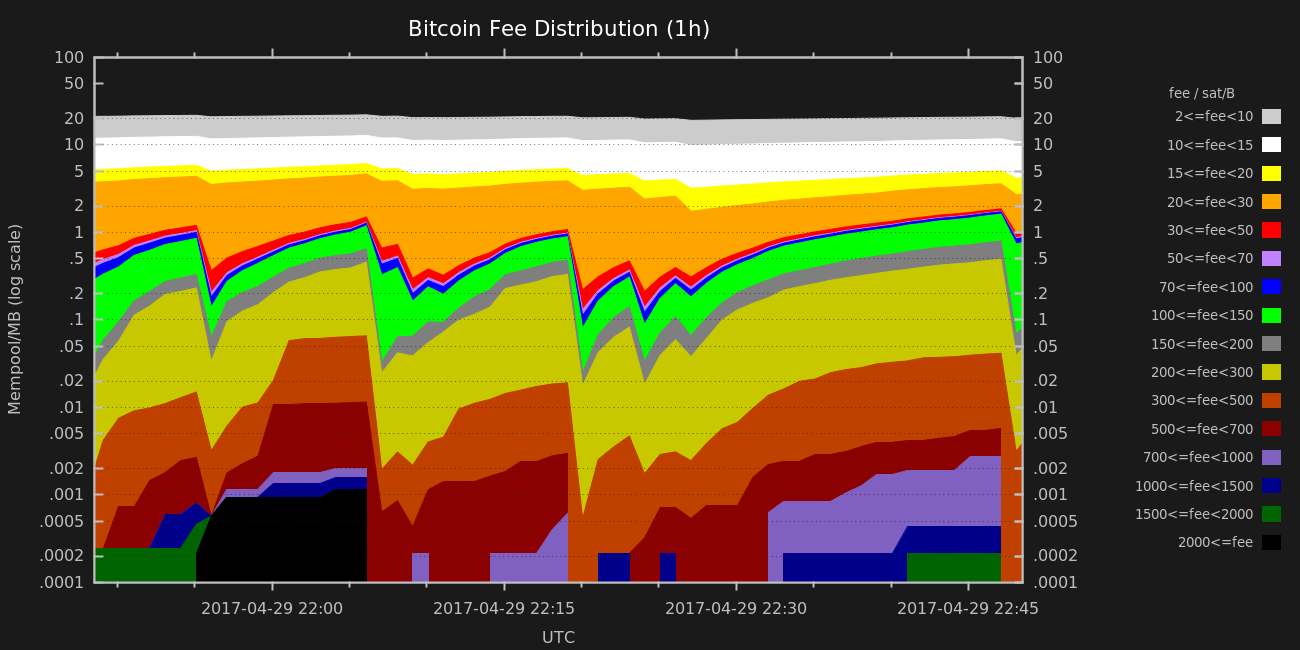 Bitcoin Fee Distribution (1h)
100 100
50 50
20 20
10 10
5 5
2 2
1 1
.5 .5
.2 .2
.1 .1
.05 .05
.02 .02
.01 .01
.005 .005
.002 .002
.001 .001
.0005 .0005
.0002 .0002
.0001 .0001
Mempool/MB (log scale)
2017-04-29 22:00 2017-04-29 22:15 2017-04-29 22:30 2017-04-29 22:45
UTC
fee / sat/B
2<=fee<10
10<=fee<15
15<=fee<20
20<=fee<30
30<=fee<50
50<=fee<70
70<=fee<100
100<=fee<150
150<=fee<200
200<=fee<300
300<=fee<500
500<=fee<700
700<=fee<1000
1000<=fee<1500
1500<=fee<2000
2000<=fee